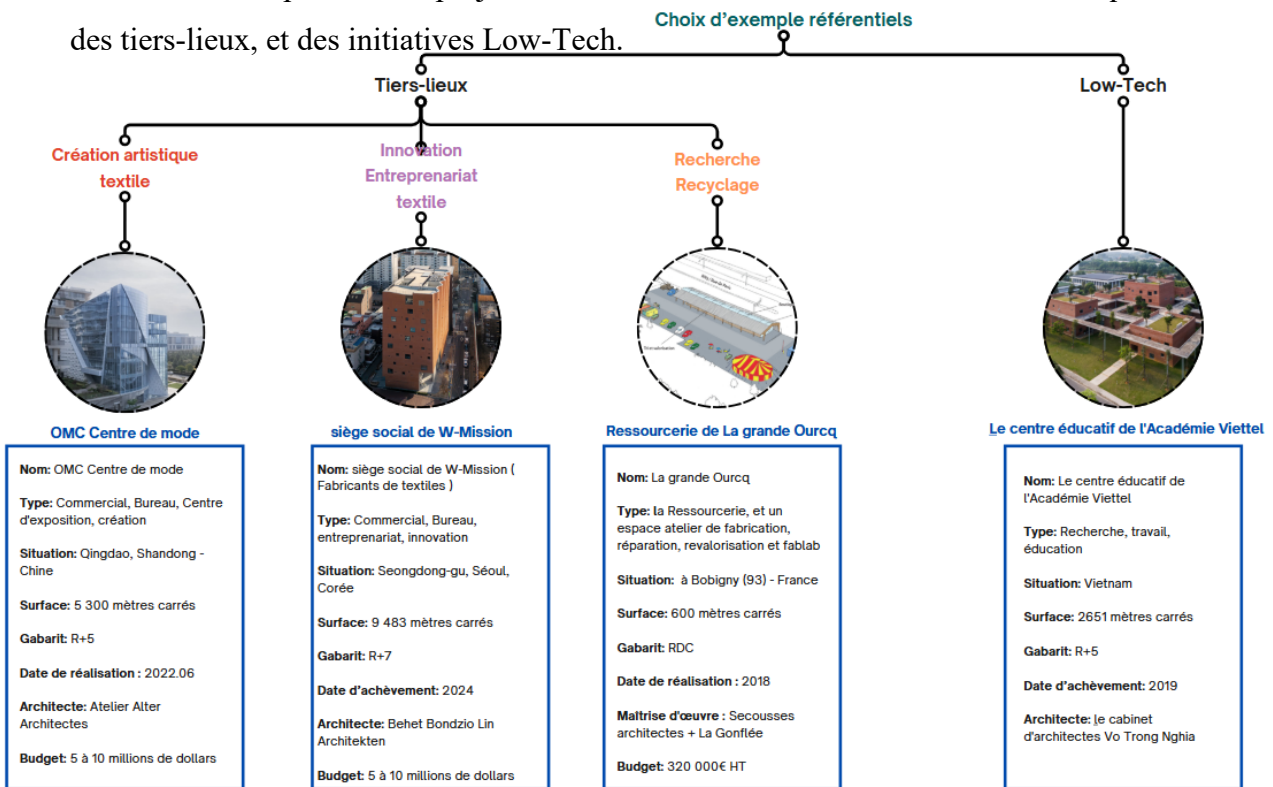 des tiers-lieux, et des initiatives Low-Tech.
Choix d'exemple référentiels
Tiers-lieux
Low-Tech
Création artistique
textile
Innovation
Entreprenariat
textile
Recherche
Recyclage
OMC Centre de mode
Nom: OMC Centre de mode
Type: Commercial, Bureau, Centre
d'exposition, création
Situation: Qingdao, Shandong -
Chine
Surface: 5 300 mètres carrés
Gabarit: R+5
Date de réalisation : 2022.06
Architecte: Atelier Alter
Architectes
Budget: 5 à 10 millions de dollars
siège social de W-Mission
Nom: siège social de W-Mission (
Fabricants de textiles )
Type: Commercial, Bureau,
entreprenariat, innovation
Situation: Seongdong-gu, Séoul,
Corée
Surface: 9 483 mètres carrés
Gabarit: R+7
Date d'achèvement: 2024
Architecte: Behet Bondzio Lin
Architekten
Budget: 5 à 10 millions de dollars
Ressourcerie de La grande Ourcq
Nom: La grande Ourcq
Type: la Ressourcerie, et un
espace atelier de fabrication,
réparation, revalorisation et fablab
Situation: à Bobigny (93) - France
Surface: 600 mètres carrés
Gabarit: RDC
Date de réalisation : 2018
Maîtrise d'œuvre : Secousses
architectes + La Gonflée
Budget: 320 000€ HT
Le centre éducatif de l'Académie Viettel
Nom: Le centre éducatif de
l'Académie Viettel
Type: Recherche, travail,
éducation
Situation: Vietnam
Surface: 2651 mètres carrés
Gabarit: R+5
Date d'achèvement: 2019
Architecte: le cabinet
d'architectes Vo Trong Nghia